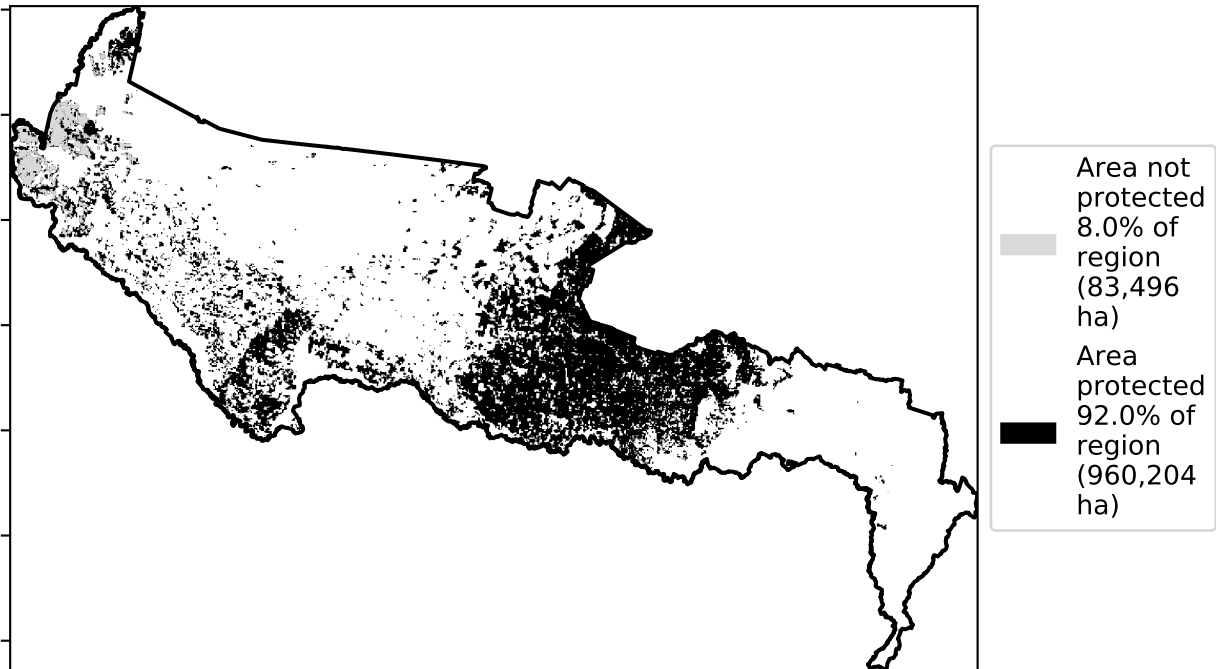 Area not
protected
8.0% of
region
(83,496
ha)
Area
protected
92.0% of
region
(960,204
ha)